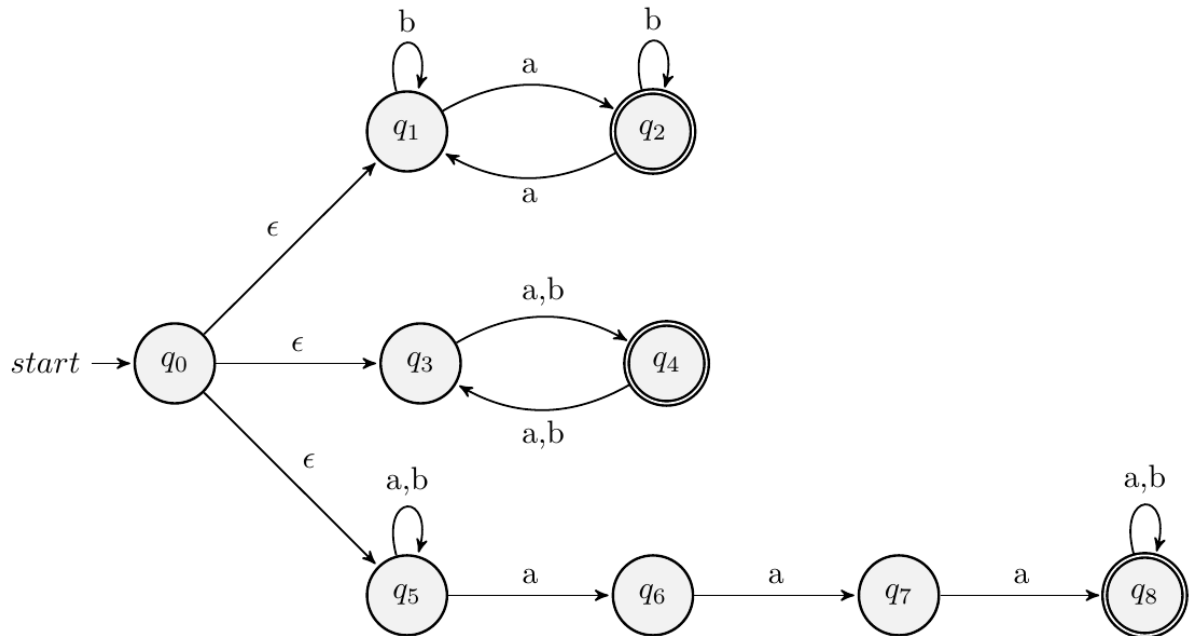 b b
a
q₁ q₂
a
ϵ
a,b
start q₀ ϵ q₃ q₄
a,b
ϵ
a,b a,b
q₅ a q₆ a q₇ a q₈